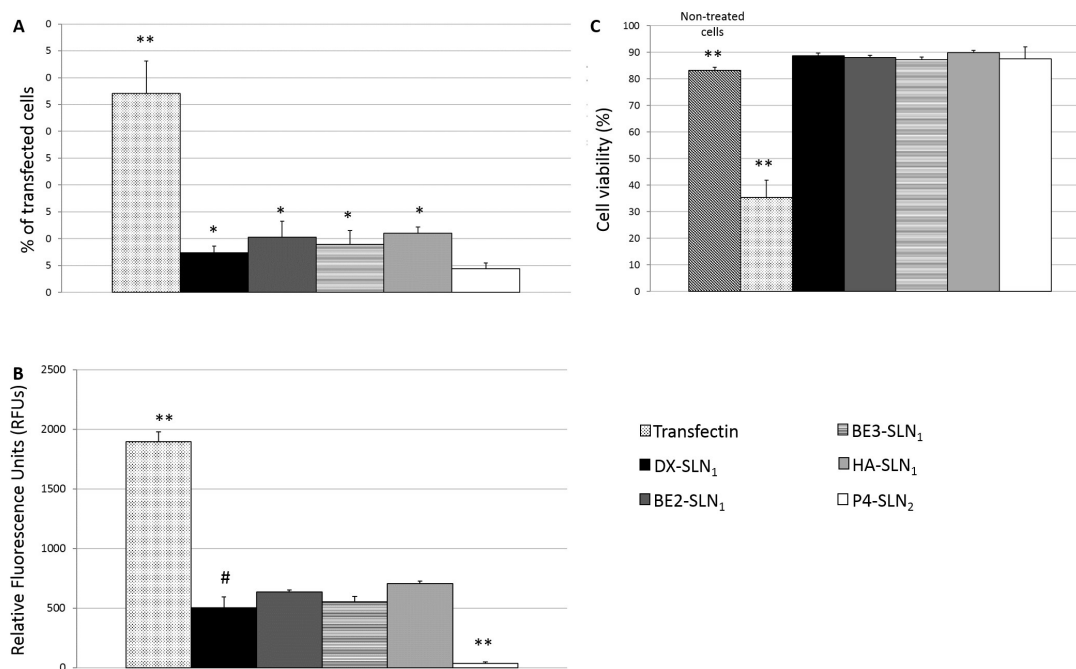 A
% of transfected cells
0
5
0
5
0
5
0
5
0
5
0
**
*
*
*
*
C
Non-treated
cells
Cell viability (%)
100
90
80
70
60
50
40
30
20
10
0
**
**
B
Relative Fluorescence Units (RFUs)
2500
2000
1500
1000
500
0
**
#
**
Transfectin
BE3-SLN₁
DX-SLN₁
HA-SLN₁
BE2-SLN₁
P4-SLN₂